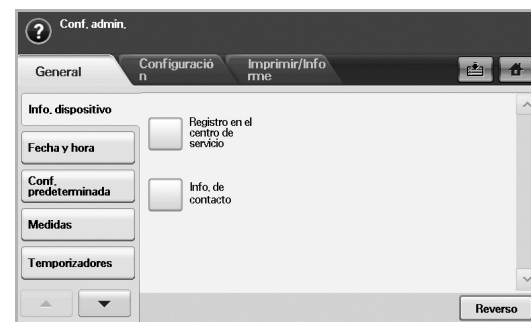 Conf. admin.
General
Configuració
n
Imprimir/Info
rme
Info. dispositivo
Fecha y hora
Conf.
predeterminada
Medidas
Temporizadores
Registro en el
centro de
servicio
Info. de
contacto
Reverso